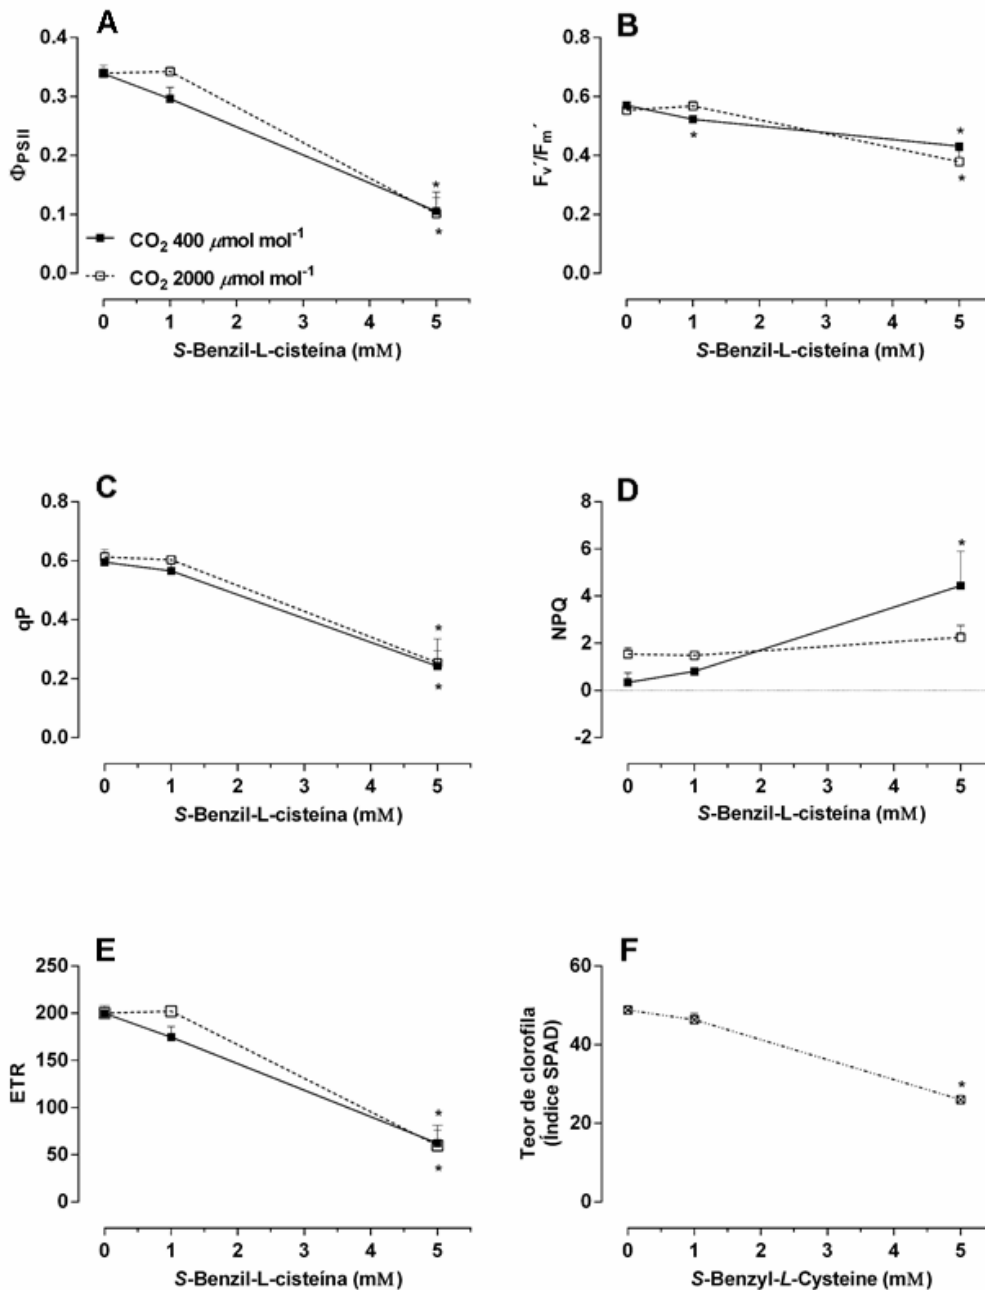 A
0.4
0.3
0.2
0.1
0.0
ΦPSII
*
*
CO2 400 µmol mol-1
CO2 2000 µmol mol-1
0 1 2 3 4 5
S-Benzil-L-cisteína (mM)
B
0.8
0.6
0.4
0.2
0.0
Fv´/Fm´
*
*
*
0 1 2 3 4 5
S-Benzil-L-cisteína (mM)
C
0.8
0.6
0.4
0.2
0.0
qP
*
*
0 1 2 3 4 5
S-Benzil-L-cisteína (mM)
D
8
6
4
2
0
-2
NPQ
*
0 1 2 3 4 5
S-Benzil-L-cisteína (mM)
E
250
200
150
100
50
0
ETR
*
*
0 1 2 3 4 5
S-Benzil-L-cisteína (mM)
F
60
40
20
0
Teor de clorofila
(Índice SPAD)
*
0 1 2 3 4 5
S-Benzyl-L-Cysteine (mM)